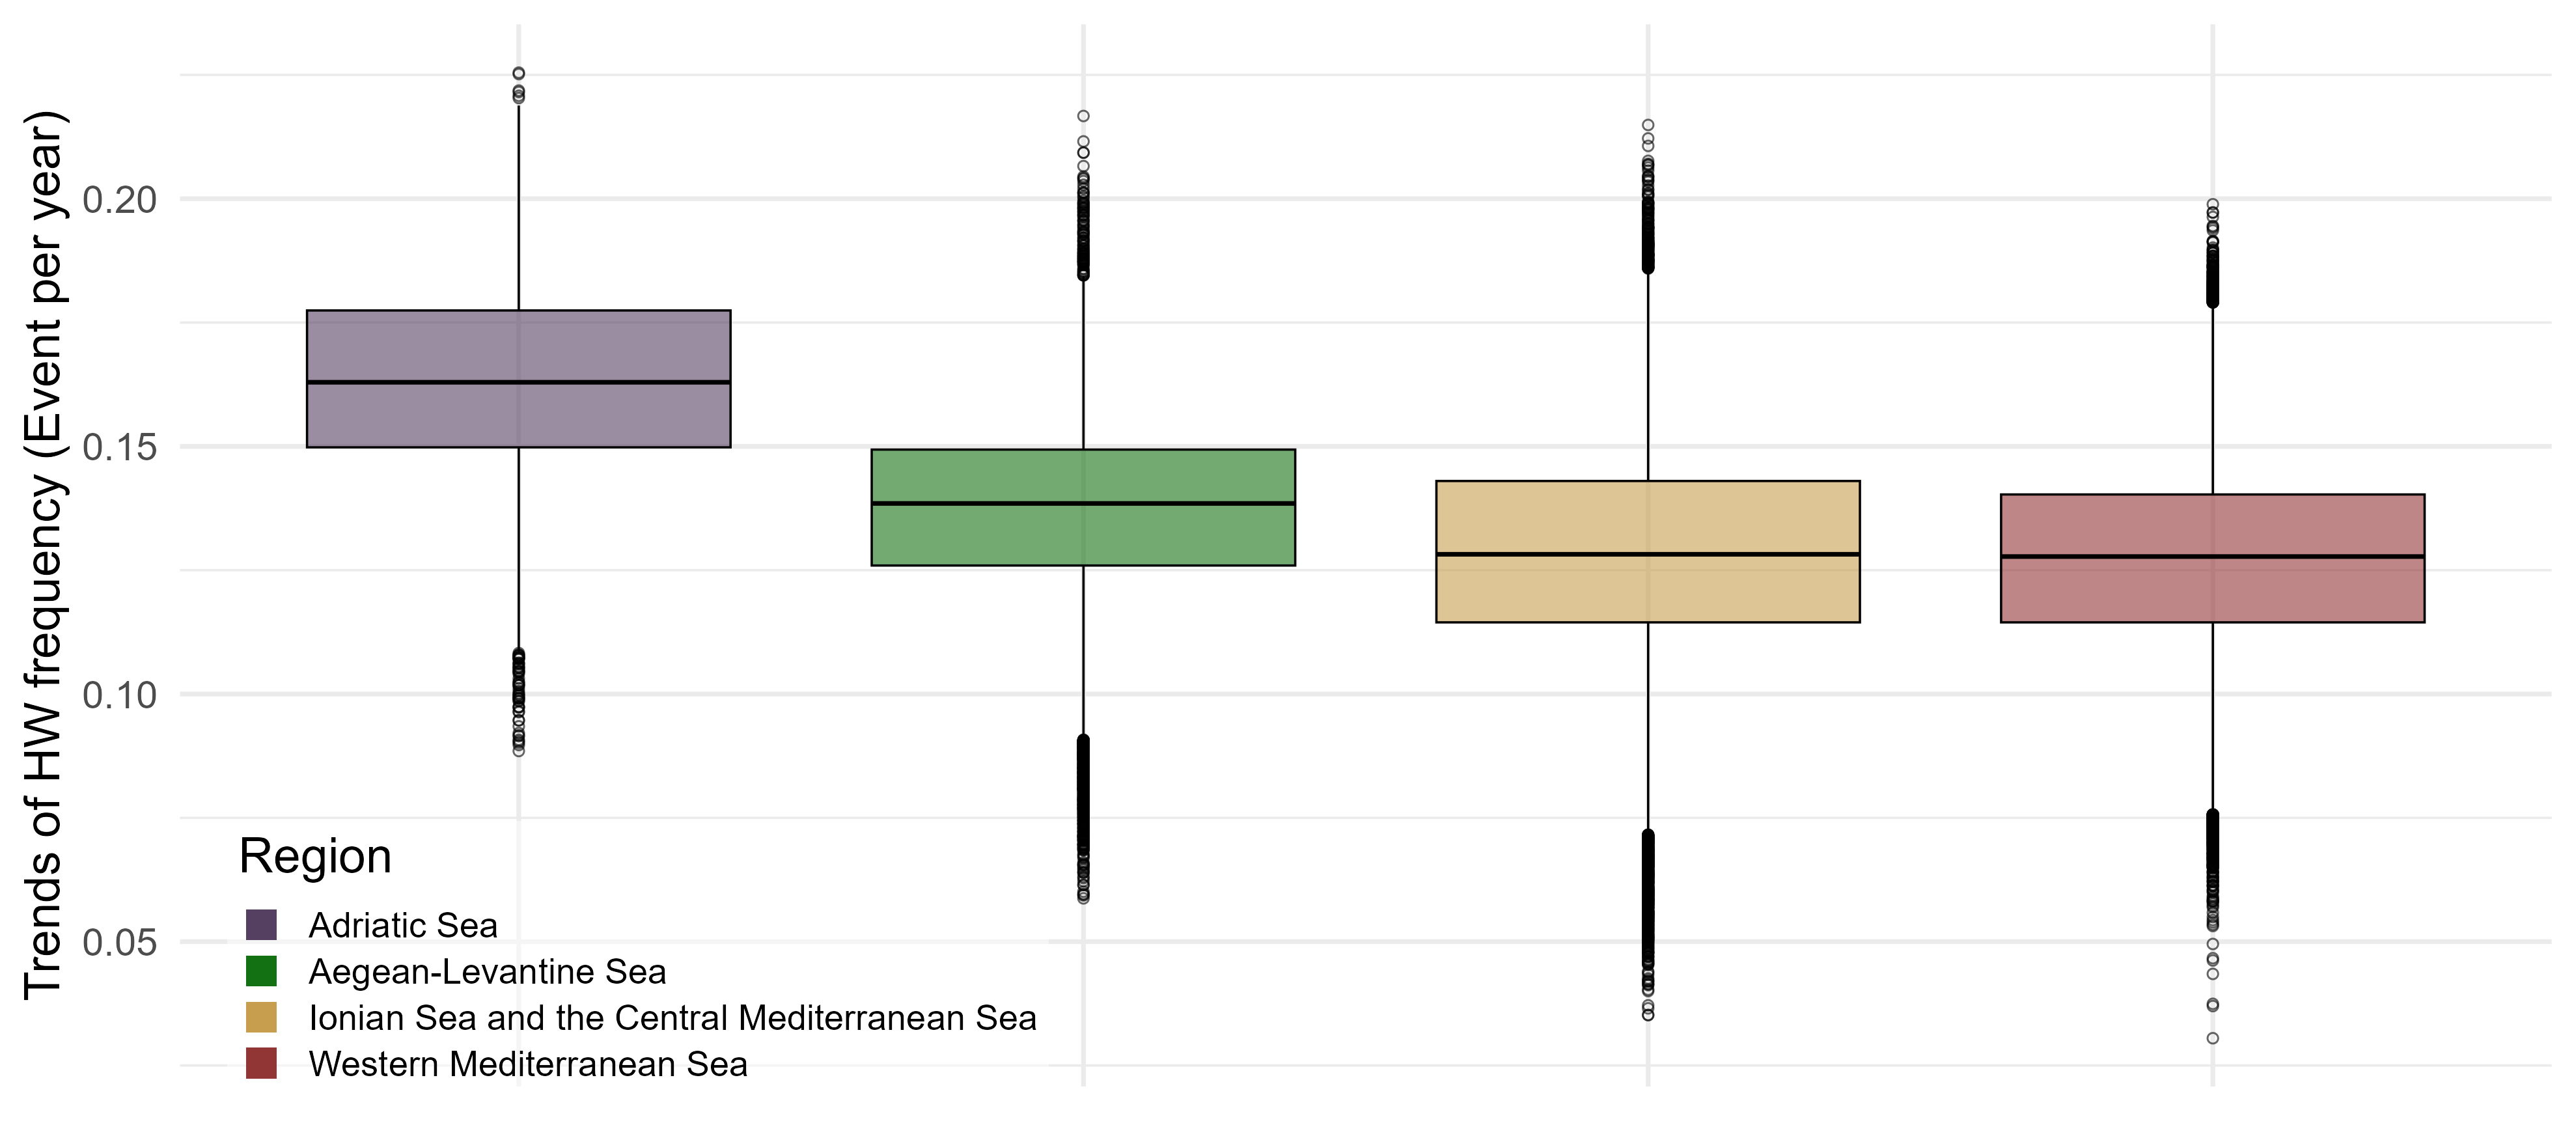 Trends of HW frequency (Event per year)
0.20
0.15
0.10
0.05
Region
Adriatic Sea
Aegean-Levantine Sea
Ionian Sea and the Central Mediterranean Sea
Western Mediterranean Sea